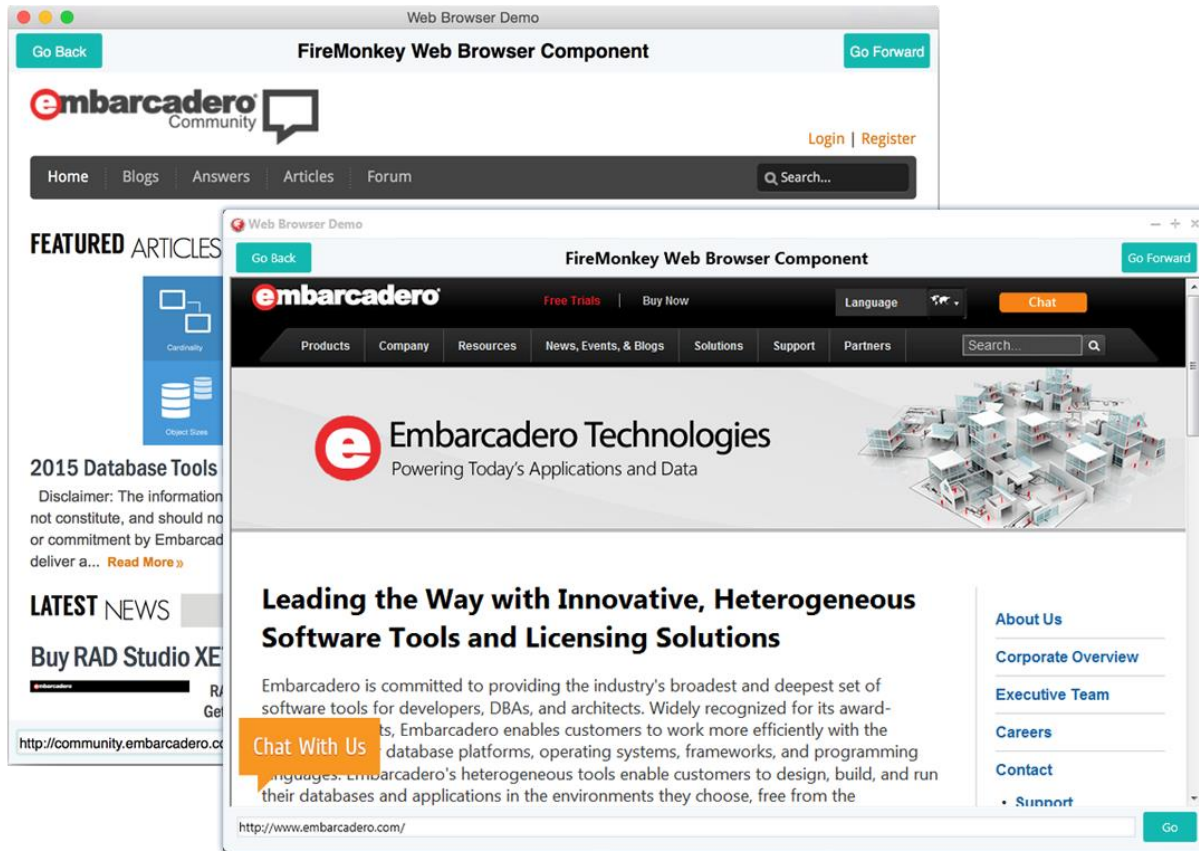 Web Browser Demo
Go Back
FireMonkey Web Browser Component
Go Forward
embarcadero
Community
Login | Register
Home
Blogs
Answers
Articles
Forum
Search...
FEATURED ARTICLES
Cardinality
Object Sizes
2015 Database Tools
Disclaimer: The information
not constitute, and should
or commitment by
deliver a... Read More »
LATEST NEWS
Buy RAD Studio
embarcadero
http://community.embarcadero.co
Web Browser Demo
Go Back
FireMonkey Web Browser Component
Go Forward
embarcadero
Free Trials | Buy Now
Language
Chat
Products
Company
Resources
News, Events, & Blogs
Solutions
Support
Partners
Search...
e Embarcadero Technologies
Powering Today's Applications and Data
Leading the Way with Innovative, Heterogeneous
Software Tools and Licensing Solutions
Embarcadero is committed to providing the industry's broadest and deepest set of
software tools for developers, DBAs, and architects. Widely recognized for its award-
ts, Embarcadero enables customers to work more efficiently with the
database platforms, operating systems, frameworks, and programming
languages. Embarcadero's heterogeneous tools enable customers to design, build, and run
their databases and applications in the environments they choose, free from the
Chat With Us
About Us
Corporate Overview
Executive Team
Careers
Contact
• Support
http://www.embarcadero.com/
Go